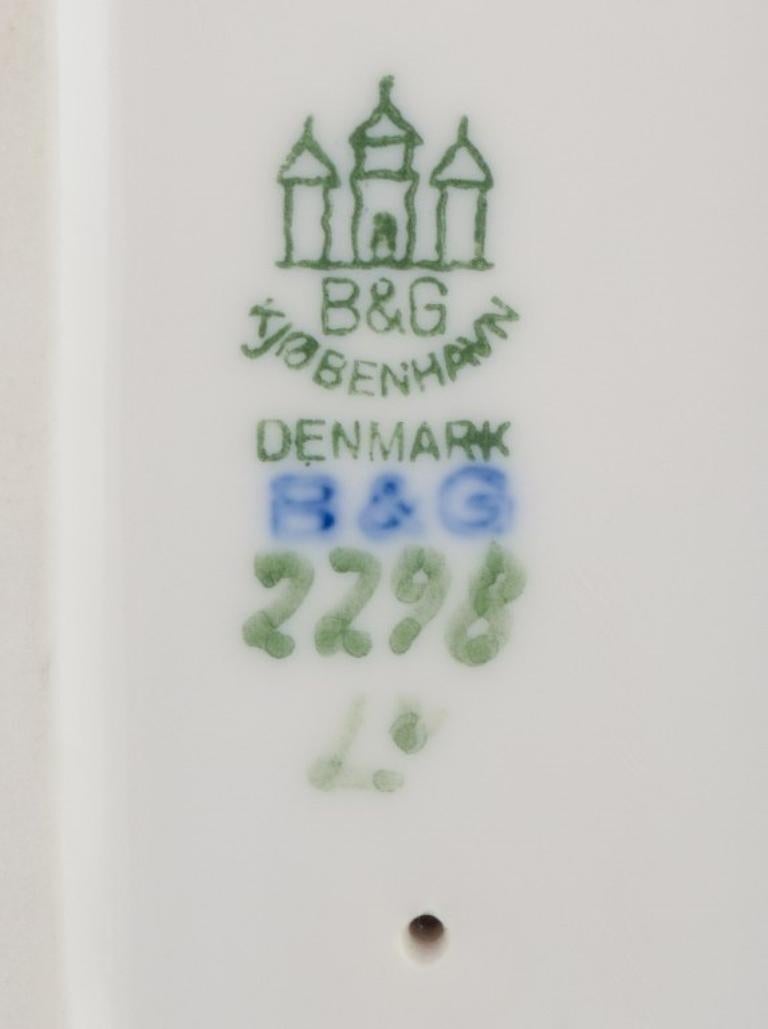 B&G
KJØBENHAVN
DENMARK
B & G
2298